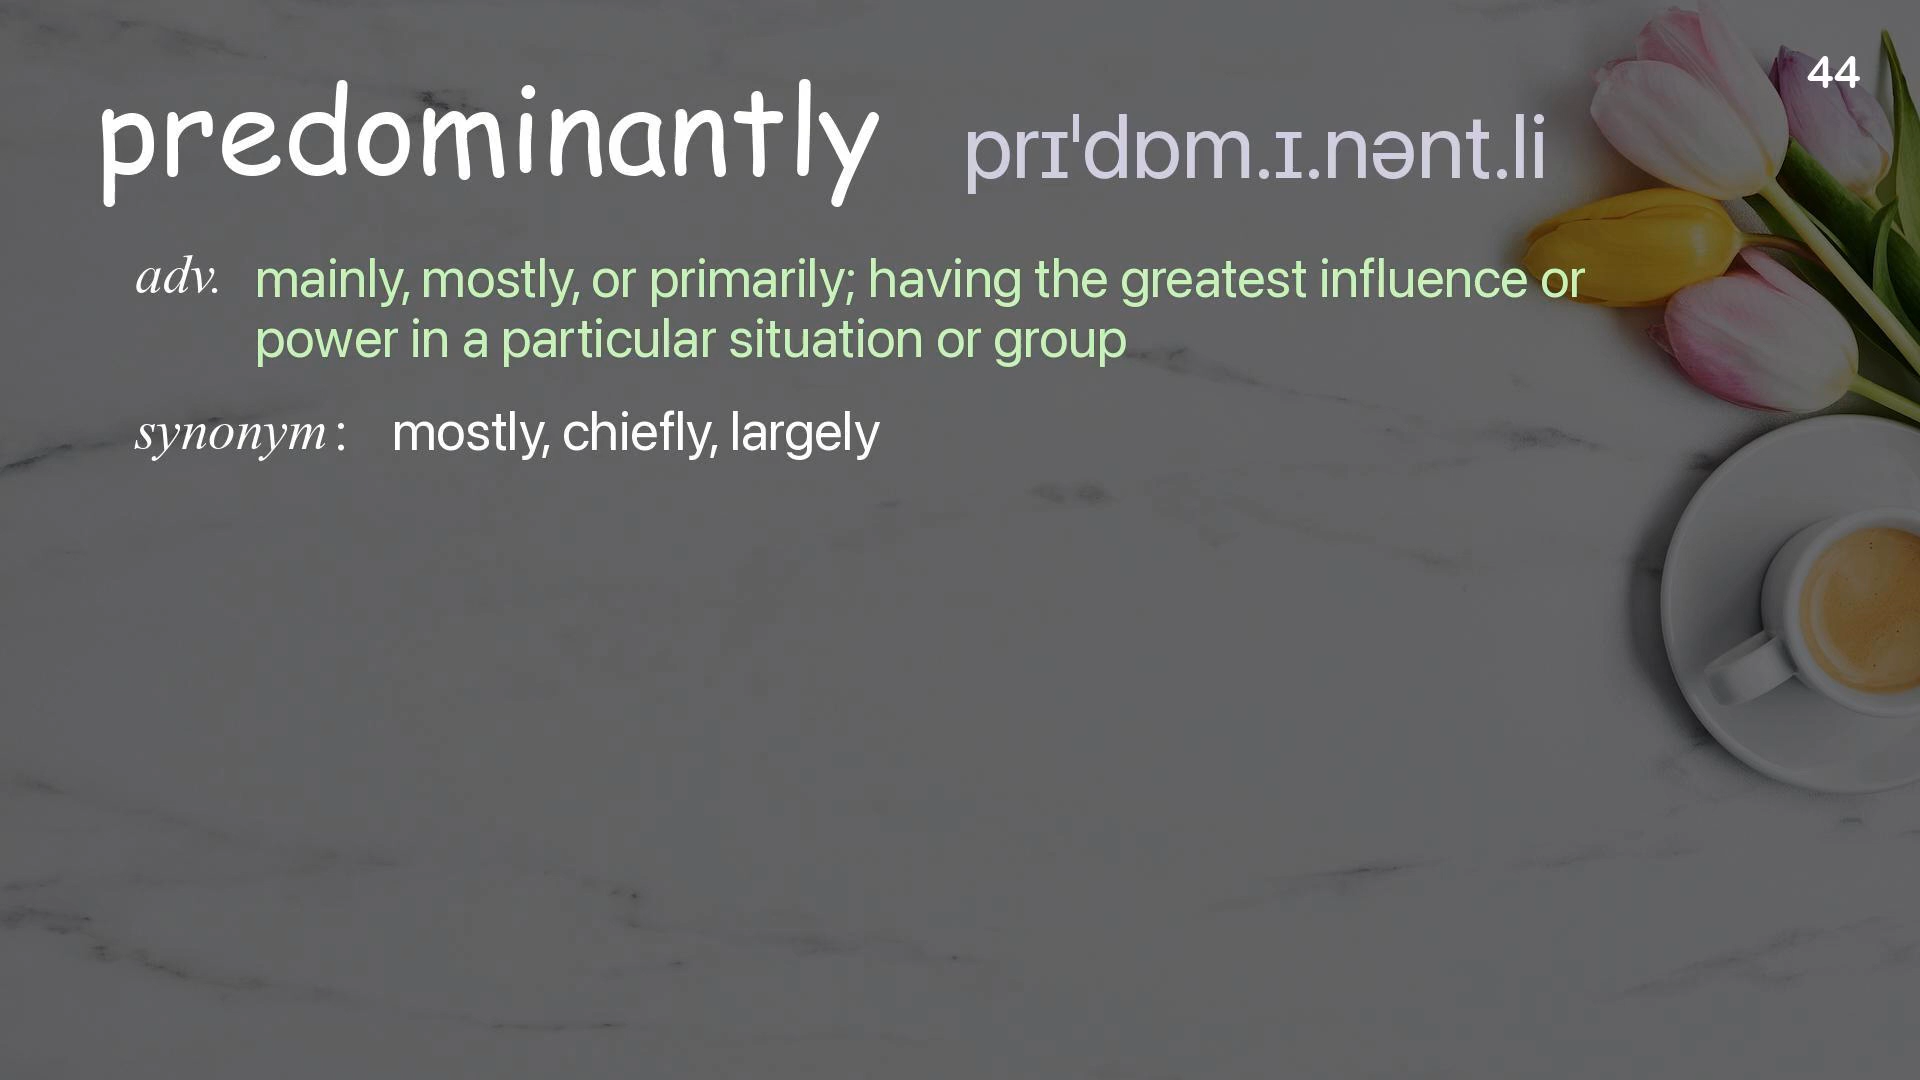 44
predominantly prɪˈdɒm.ɪ.nənt.li
adv. mainly, mostly, or primarily; having the greatest influence or
power in a particular situation or group
synonym: mostly, chiefly, largely